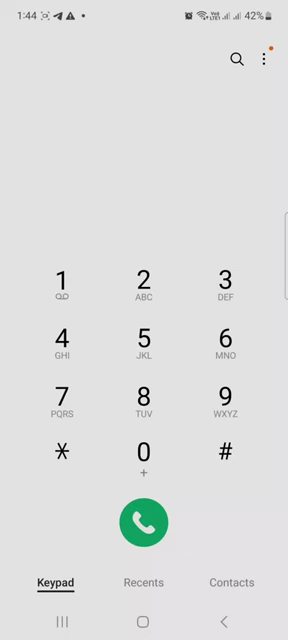 1:44 42%
1 2 3
ABC DEF
4 5 6
GHI JKL MNO
7 8 9
PQRS TUV WXYZ
* 0 #
+
Keypad Recents Contacts